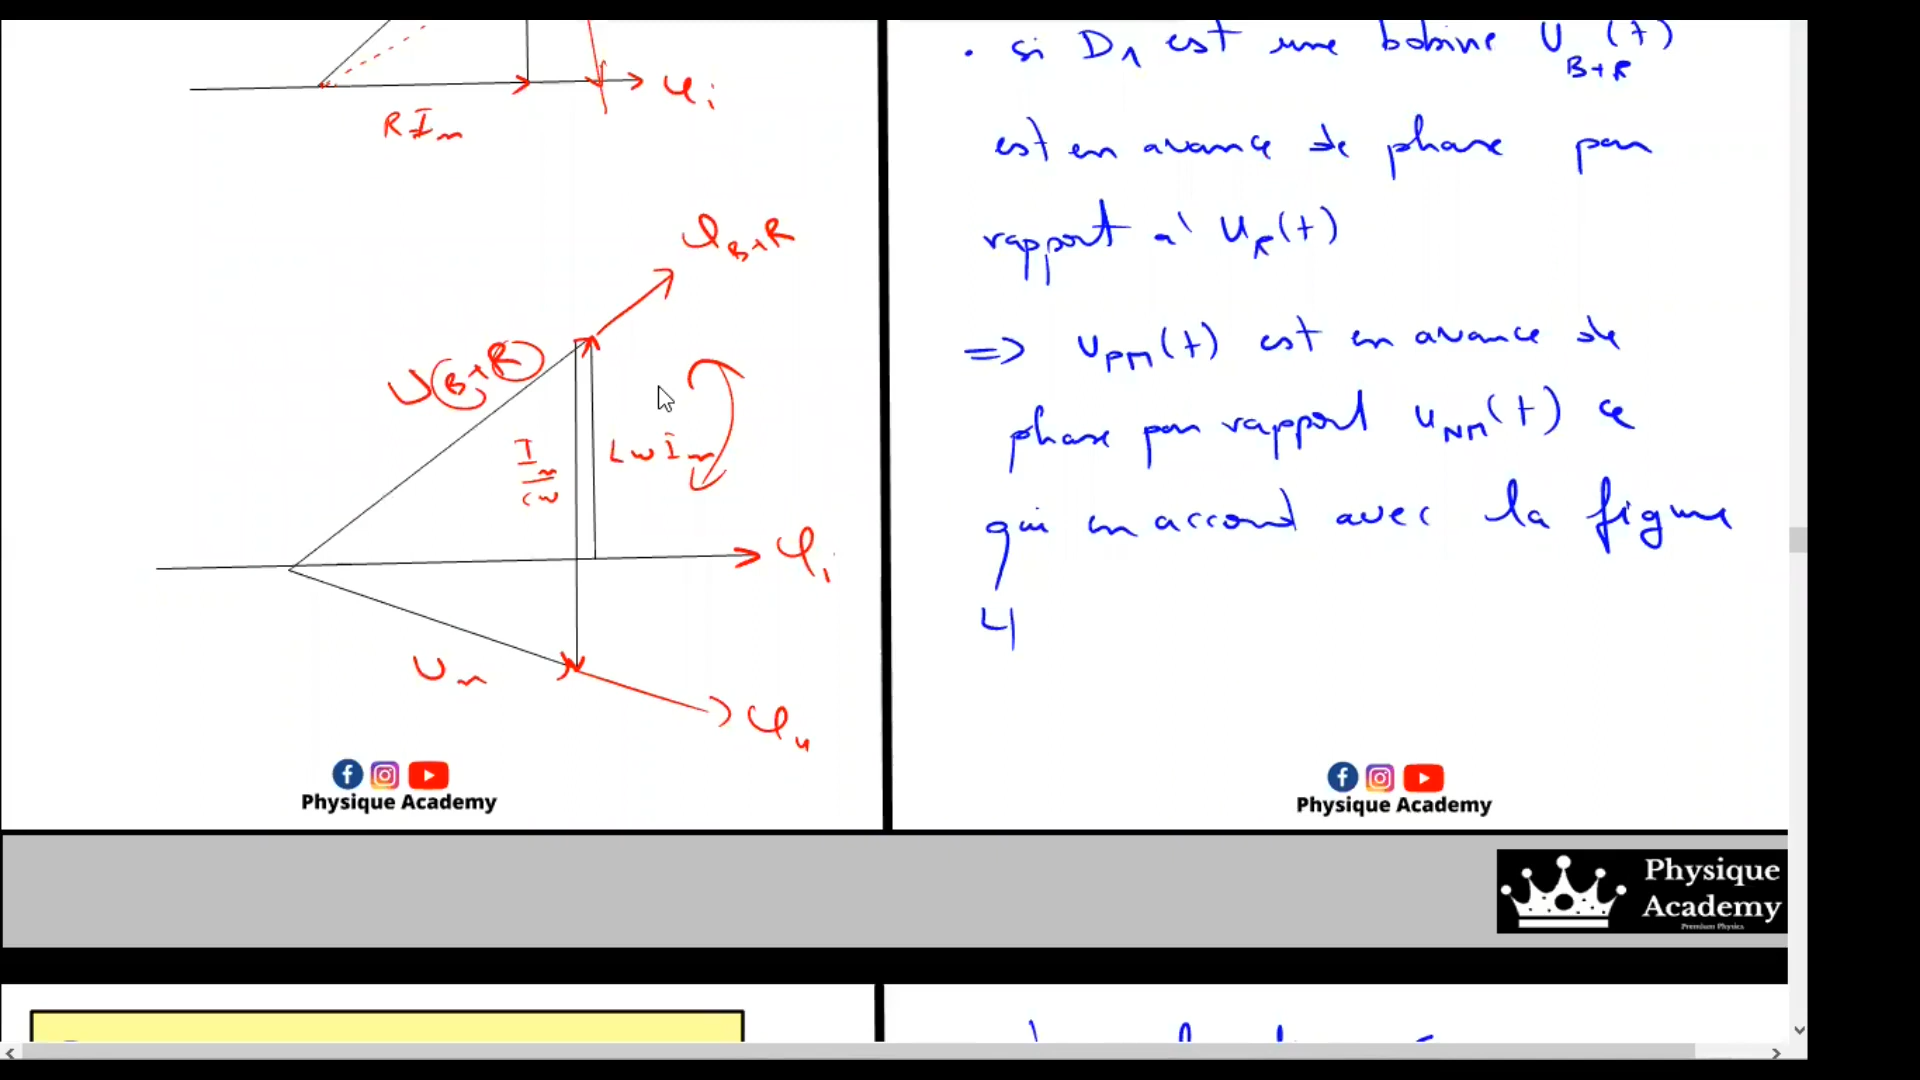 RIm
φi
φB+R
U(B+R)
Im
Cω
LωIm
φi
Um
φu
Physique Academy
• si D1 est une bobine UB+R(t)
est en avance de phase par
rapport a' uR(t)
=> uPM(t) est en avance de
phase par rapport uNM(t) ce
qui en accord avec la figure
4
Physique Academy
Physique
Academy
Premium Physics